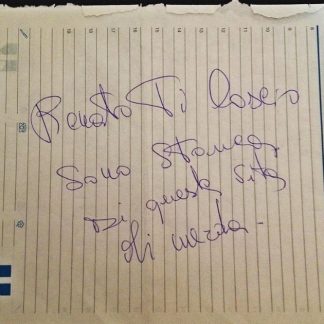 Renato Ti lascio
Sono stanca
Di questa vita
di merda -